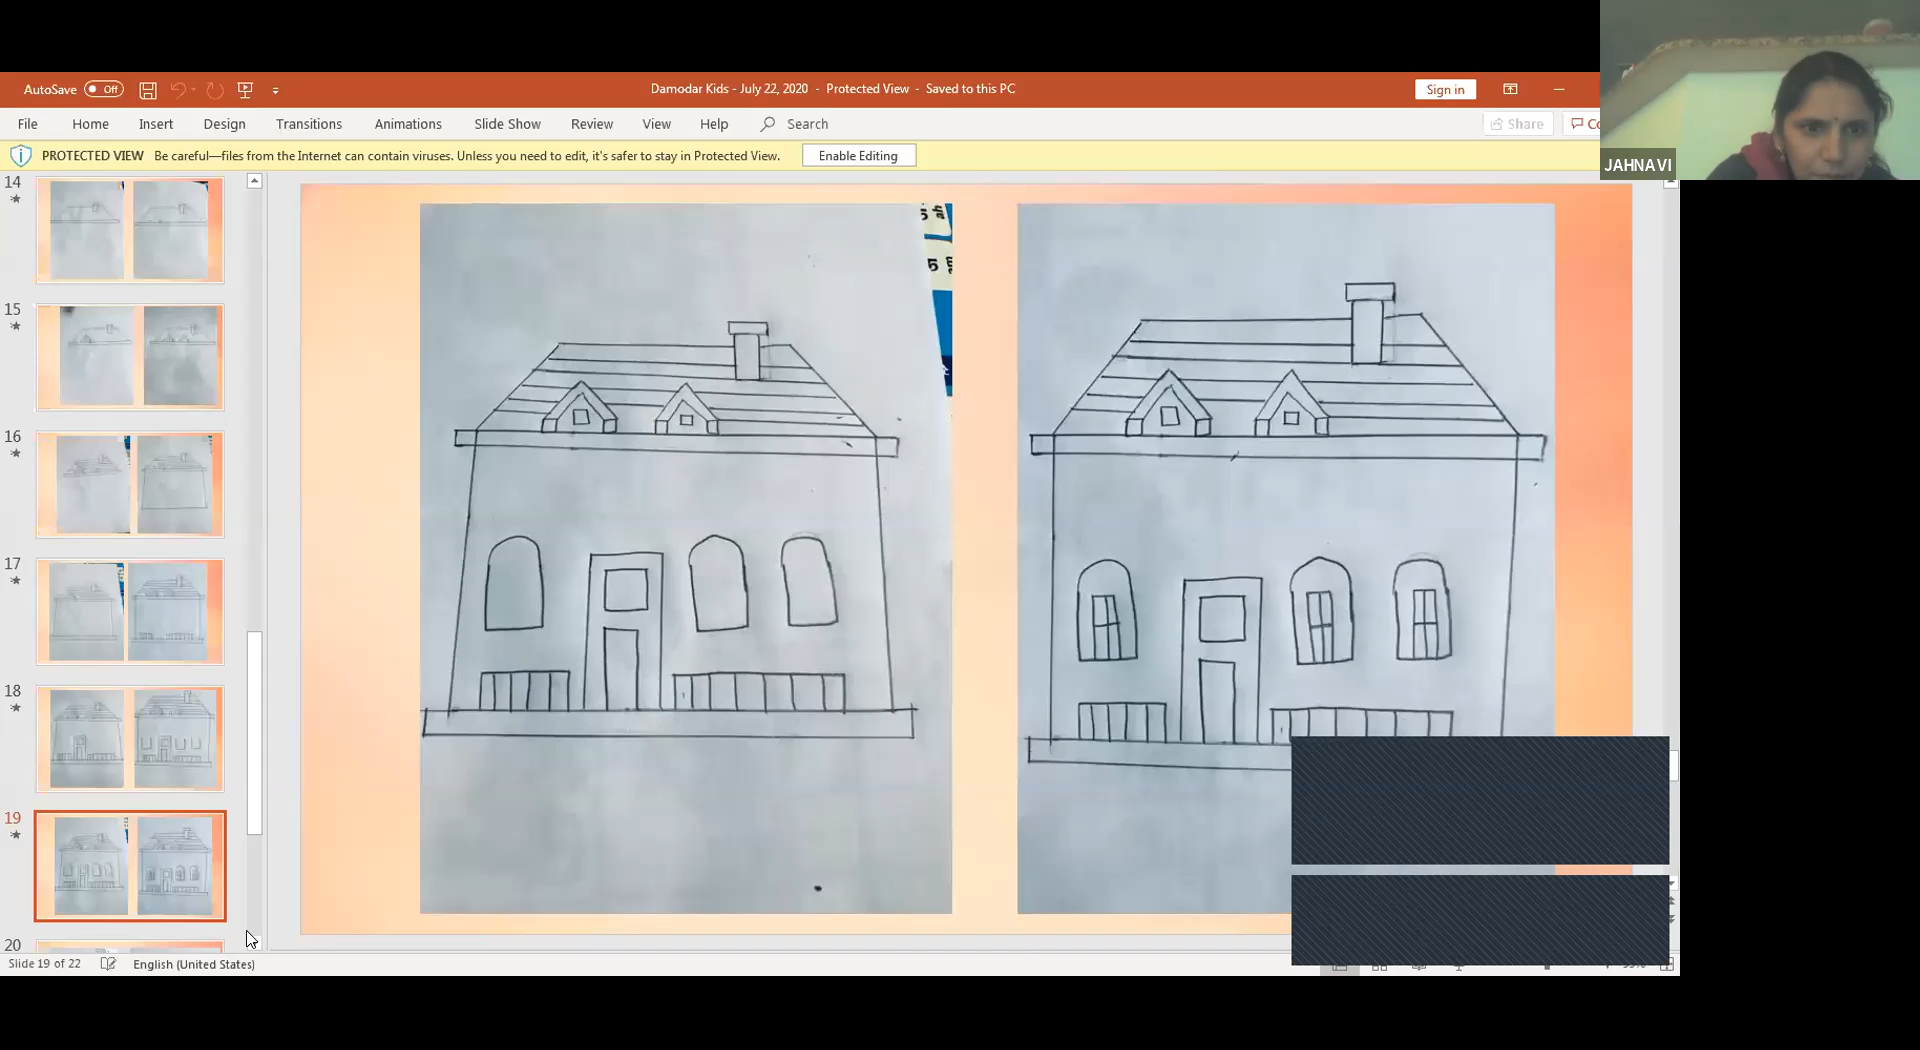 AutoSave Off
Damodar Kids - July 22, 2020 - Protected View - Saved to this PC
Sign in
File Home Insert Design Transitions Animations Slide Show Review View Help Search
Share
PROTECTED VIEW Be careful—files from the Internet can contain viruses. Unless you need to edit, it's safer to stay in Protected View. Enable Editing
JAHNAVI
14
15
16
17
18
19
20
Slide 19 of 22 English (United States)